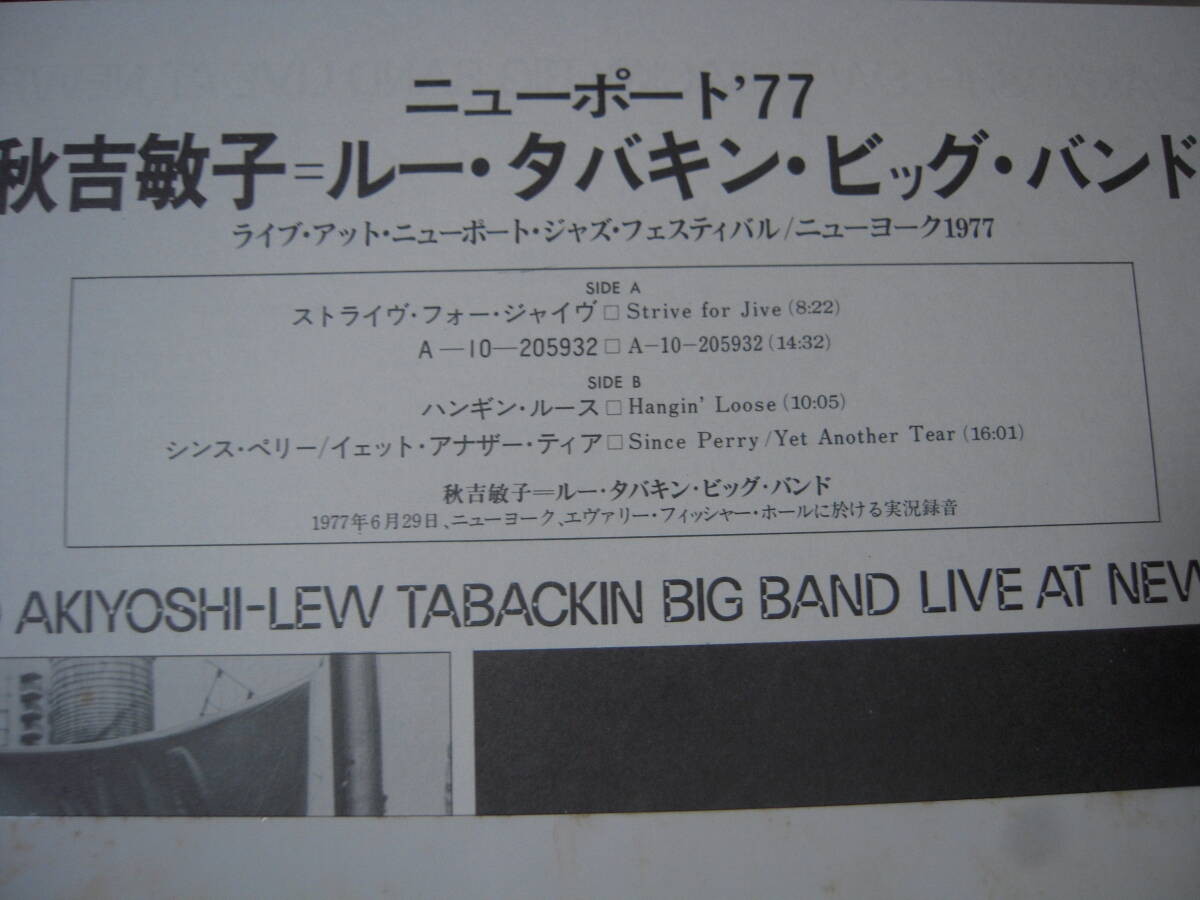 ニューポート'77
秋吉敏子=ルー・タバキン・ビッグ・バンド
ライブ・アット・ニューポート・ジャズ・フェスティバル/ニューヨーク1977
SIDE A
ストライヴ・フォー・ジャイヴ□Strive for Jive (8:22)
A—10—205932□A-10-205932 (14:32)
SIDE B
ハンギン・ルース□Hangin' Loose (10:05)
シンス・ペリー/イェット・アナザー・ティア□Since Perry/Yet Another Tear (16:01)
秋吉敏子=ルー・タバキン・ビッグ・バンド
1977年6月29日、ニューヨーク、エヴァリー・フィッシャー・ホールに於ける実況録音
AKIYOSHI-LEW TABACKIN BIG BAND LIVE AT NEW